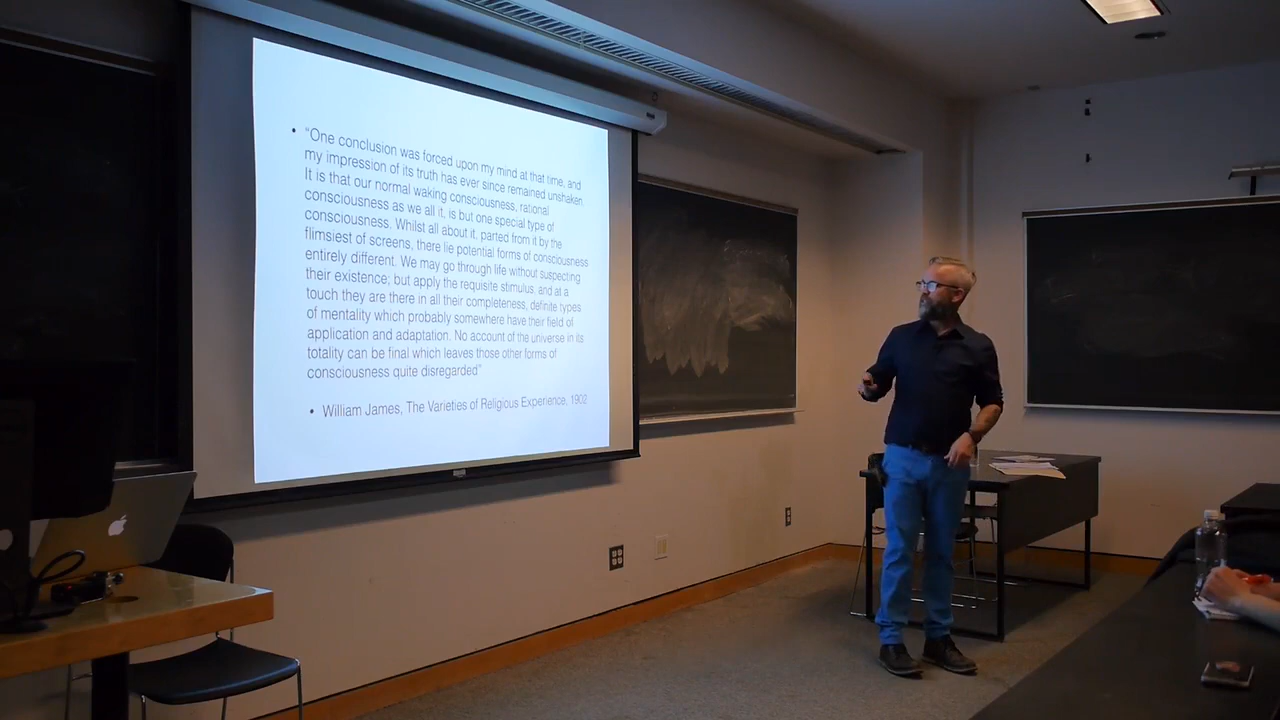 • "One conclusion was forced upon my mind at that time, and
my impression of its truth has ever since remained unshaken.
It is that our normal waking consciousness, rational
consciousness as we all it, is but one special type of
consciousness. Whilst all about it, parted from it by the
flimsiest of screens, there lie potential forms of consciousness
entirely different. We may go through life without suspecting
their existence; but apply the requisite stimulus, and at a
touch they are there in all their completeness, definite types
of mentality which probably somewhere have their field of
application and adaptation. No account of the universe in its
totality can be final which leaves those other forms of
consciousness quite disregarded"
• William James, The Varieties of Religious Experience, 1902